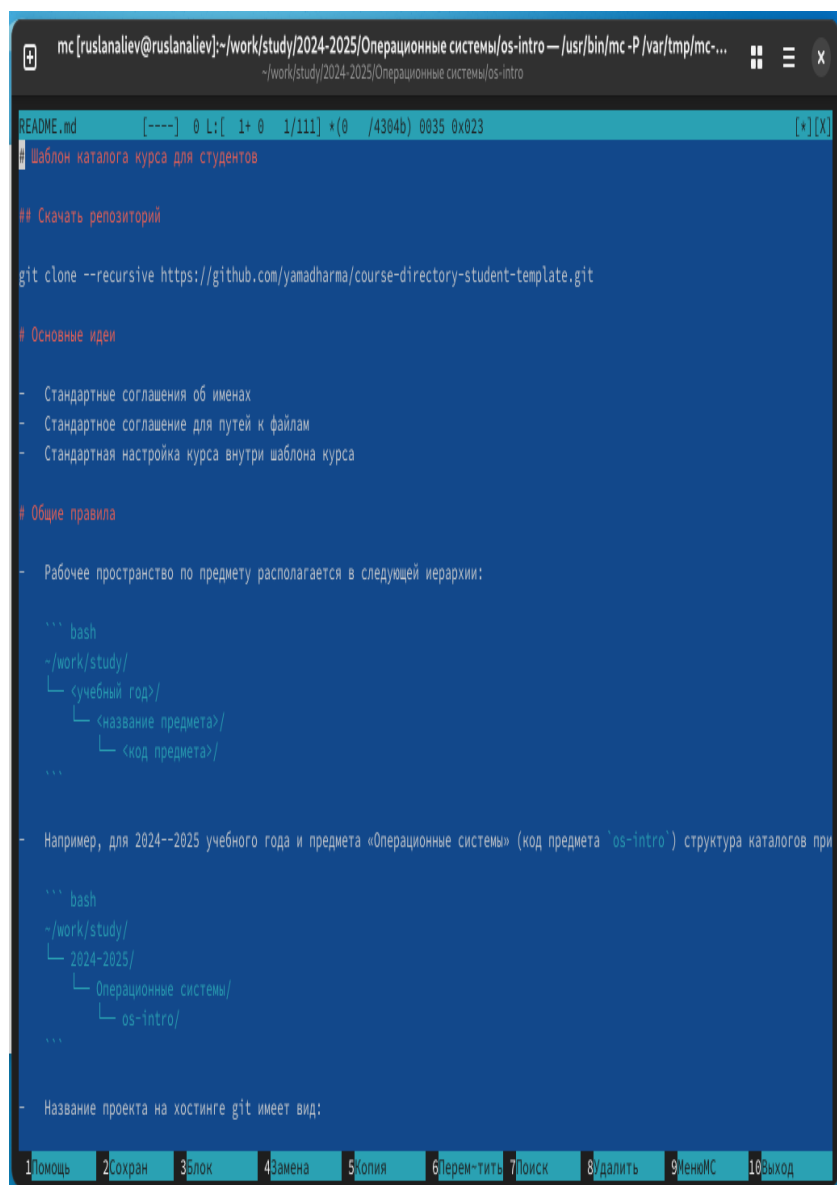 mc [ruslanaliev@ruslanaliev]:~/work/study/2024-2025/Операционные системы/os-intro — /usr/bin/mc -P /var/tmp/mc-...
~/work/study/2024-2025/Операционные системы/os-intro
README.md [----] 0 L:[ 1+ 0 1/111] *(0 /4304b) 0035 0x023 [*][X]
# Шаблон каталога курса для студентов
## Скачать репозиторий
git clone --recursive https://github.com/yamadharma/course-directory-student-template.git
# Основные идеи
- Стандартные соглашения об именах
- Стандартное соглашение для путей к файлам
- Стандартная настройка курса внутри шаблона курса
# Общие правила
- Рабочее пространство по предмету располагается в следующей иерархии:
``` bash
~/work/study/
└── <учебный год>/
└── <название предмета>/
└── <код предмета>/
```
- Например, для 2024--2025 учебного года и предмета «Операционные системы» (код предмета `os-intro`) структура каталогов при
``` bash
~/work/study/
└── 2024-2025/
└── Операционные системы/
└── os-intro/
```
- Название проекта на хостинге git имеет вид:
1Помощь 2Сохран 3Блок 4Замена 5Копия 6Перем~тить 7Поиск 8Удалить 9МенюMC 10Выход